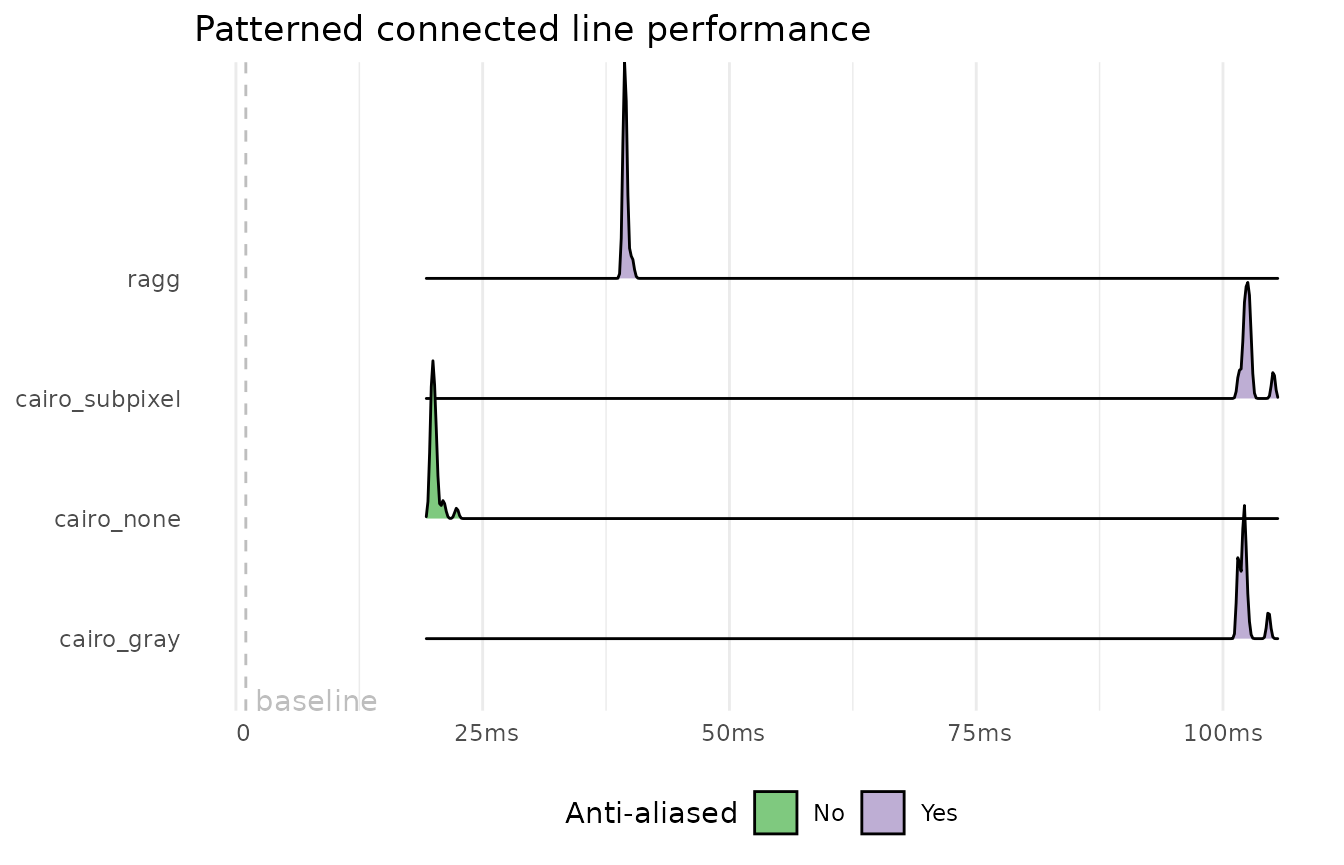 Patterned connected line performance
ragg
cairo_subpixel
cairo_none
cairo_gray
baseline
0 25ms 50ms 75ms 100ms
Anti-aliased No Yes